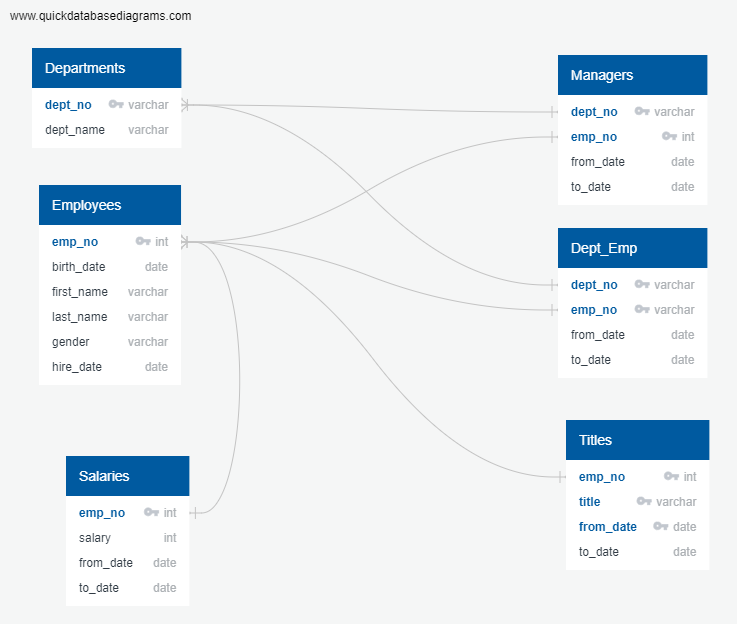 www.quickdatabasediagrams.com
Departments
dept_no varchar
dept_name varchar
Employees
emp_no int
birth_date date
first_name varchar
last_name varchar
gender varchar
hire_date date
Salaries
emp_no int
salary int
from_date date
to_date date
Managers
dept_no varchar
emp_no int
from_date date
to_date date
Dept_Emp
dept_no varchar
emp_no varchar
from_date date
to_date date
Titles
emp_no int
title varchar
from_date date
to_date date